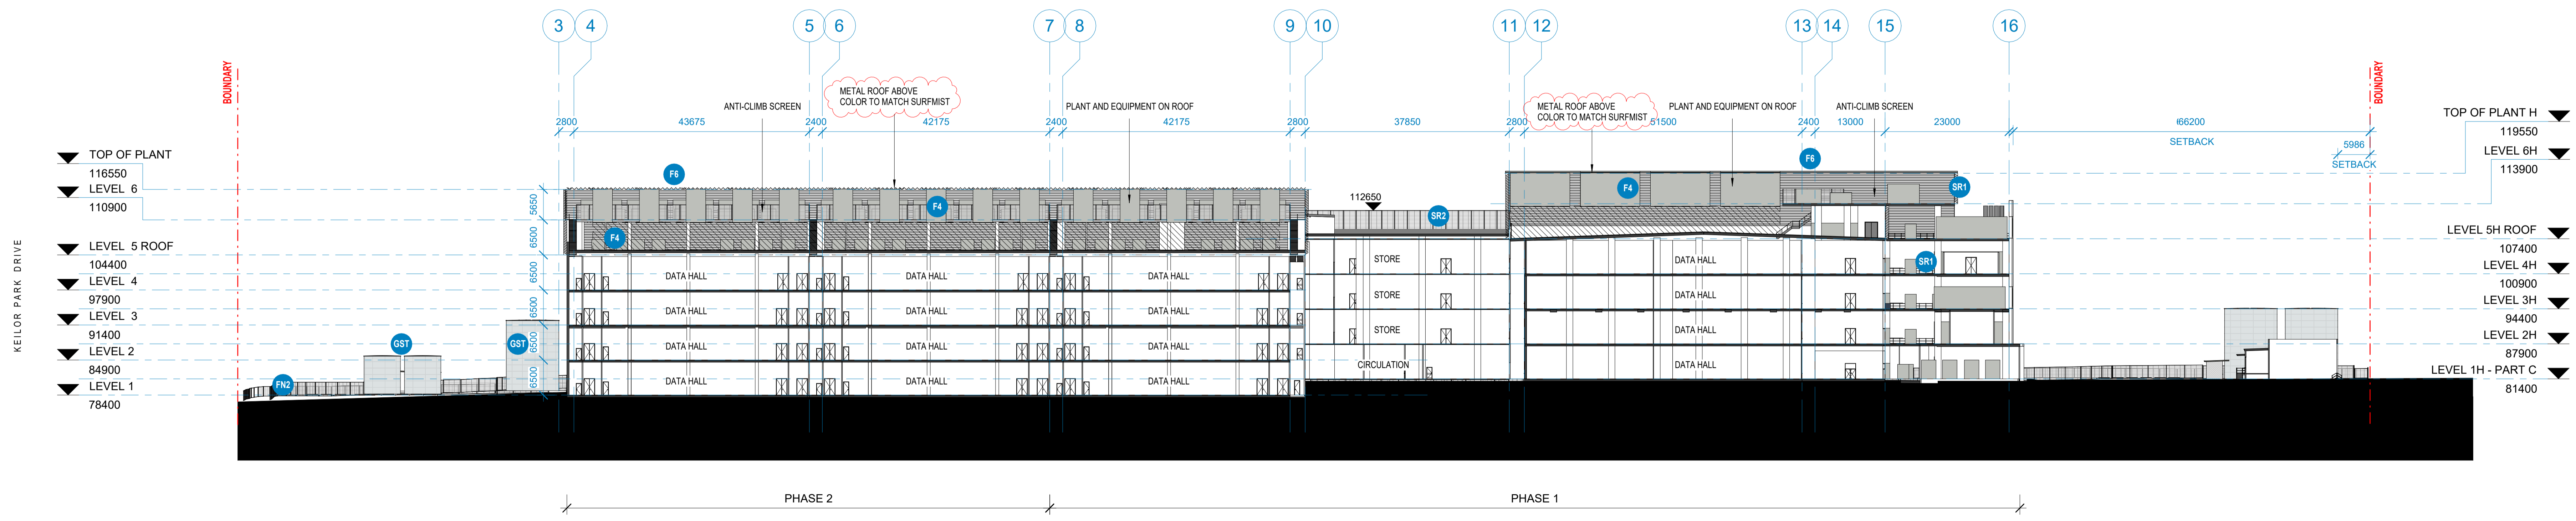 3
4
5
6
7
8
9
10
11
12
13
14
15
16
BOUNDARY
BOUNDARY
METAL ROOF ABOVE
COLOR TO MATCH SURFMIST
ANTI-CLIMB SCREEN
PLANT AND EQUIPMENT ON ROOF
METAL ROOF ABOVE
COLOR TO MATCH SURFMIST
PLANT AND EQUIPMENT ON ROOF
ANTI-CLIMB SCREEN
2800
43675
2400
42175
2400
42175
2800
37850
2800
51500
2400
13000
23000
66200
SETBACK
5986
SETBACK
TOP OF PLANT
116550
LEVEL 6
110900
LEVEL 5 ROOF
104400
LEVEL 4
97900
LEVEL 3
91400
LEVEL 2
84900
LEVEL 1
78400
KEILOR PARK DRIVE
TOP OF PLANT H
119550
LEVEL 6H
113900
LEVEL 5H ROOF
107400
LEVEL 4H
100900
LEVEL 3H
94400
LEVEL 2H
87900
LEVEL 1H - PART C
81400
5650
6500
6500
6500
6500
6500
F6
F4
F4
GST
GST
FN2
112650
SR2
F6
F4
SR1
SR1
DATA HALL
DATA HALL
DATA HALL
STORE
DATA HALL
DATA HALL
DATA HALL
DATA HALL
STORE
DATA HALL
DATA HALL
DATA HALL
DATA HALL
STORE
DATA HALL
DATA HALL
DATA HALL
DATA HALL
CIRCULATION
DATA HALL
PHASE 2
PHASE 1